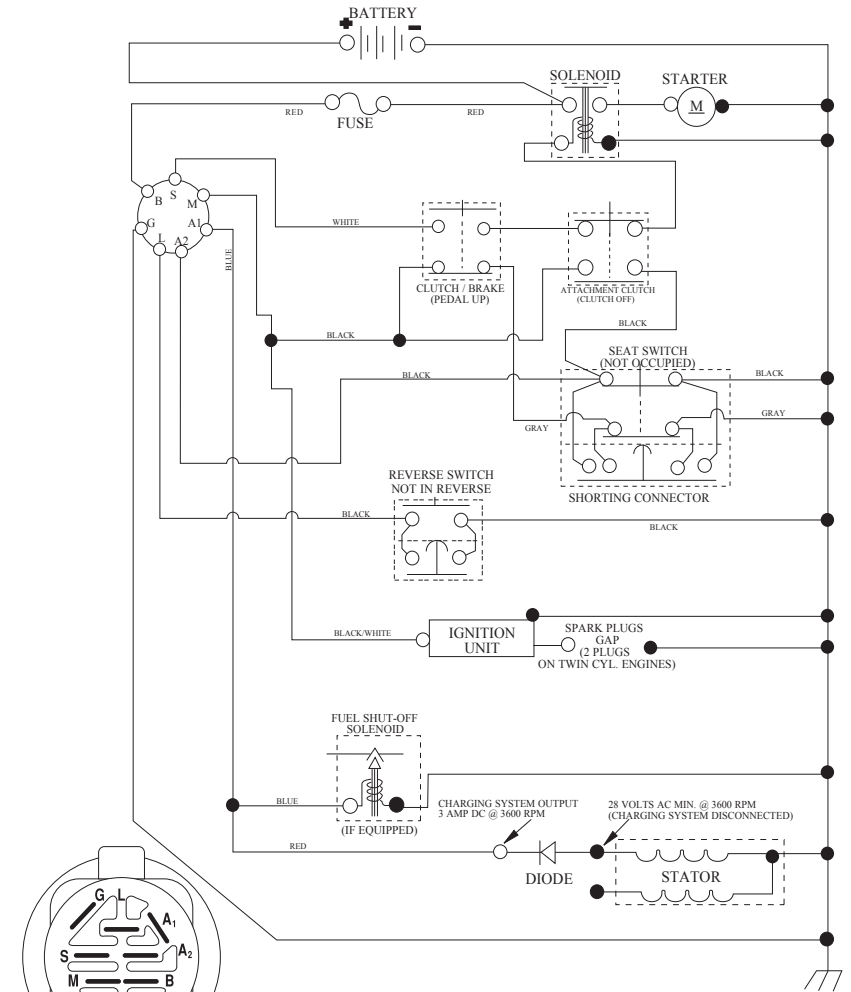 BATTERY
SOLENOID
STARTER
M
RED
FUSE
RED
B
S
M
G
A1
L
A2
WHITE
BLUE
CLUTCH / BRAKE
(PEDAL UP)
ATTACHMENT CLUTCH
(CLUTCH OFF)
BLACK
BLACK
SEAT SWITCH
(NOT OCCUPIED)
BLACK
BLACK
GRAY
GRAY
SHORTING CONNECTOR
REVERSE SWITCH
NOT IN REVERSE
BLACK
BLACK
BLACK/WHITE
IGNITION
UNIT
SPARK PLUGS
GAP
(2 PLUGS
ON TWIN CYL. ENGINES)
FUEL SHUT-OFF
SOLENOID
BLUE
(IF EQUIPPED)
CHARGING SYSTEM OUTPUT
3 AMP DC @ 3600 RPM
28 VOLTS AC MIN. @ 3600 RPM
(CHARGING SYSTEM DISCONNECTED)
RED
DIODE
STATOR
G
L
A1
S
A2
M
B